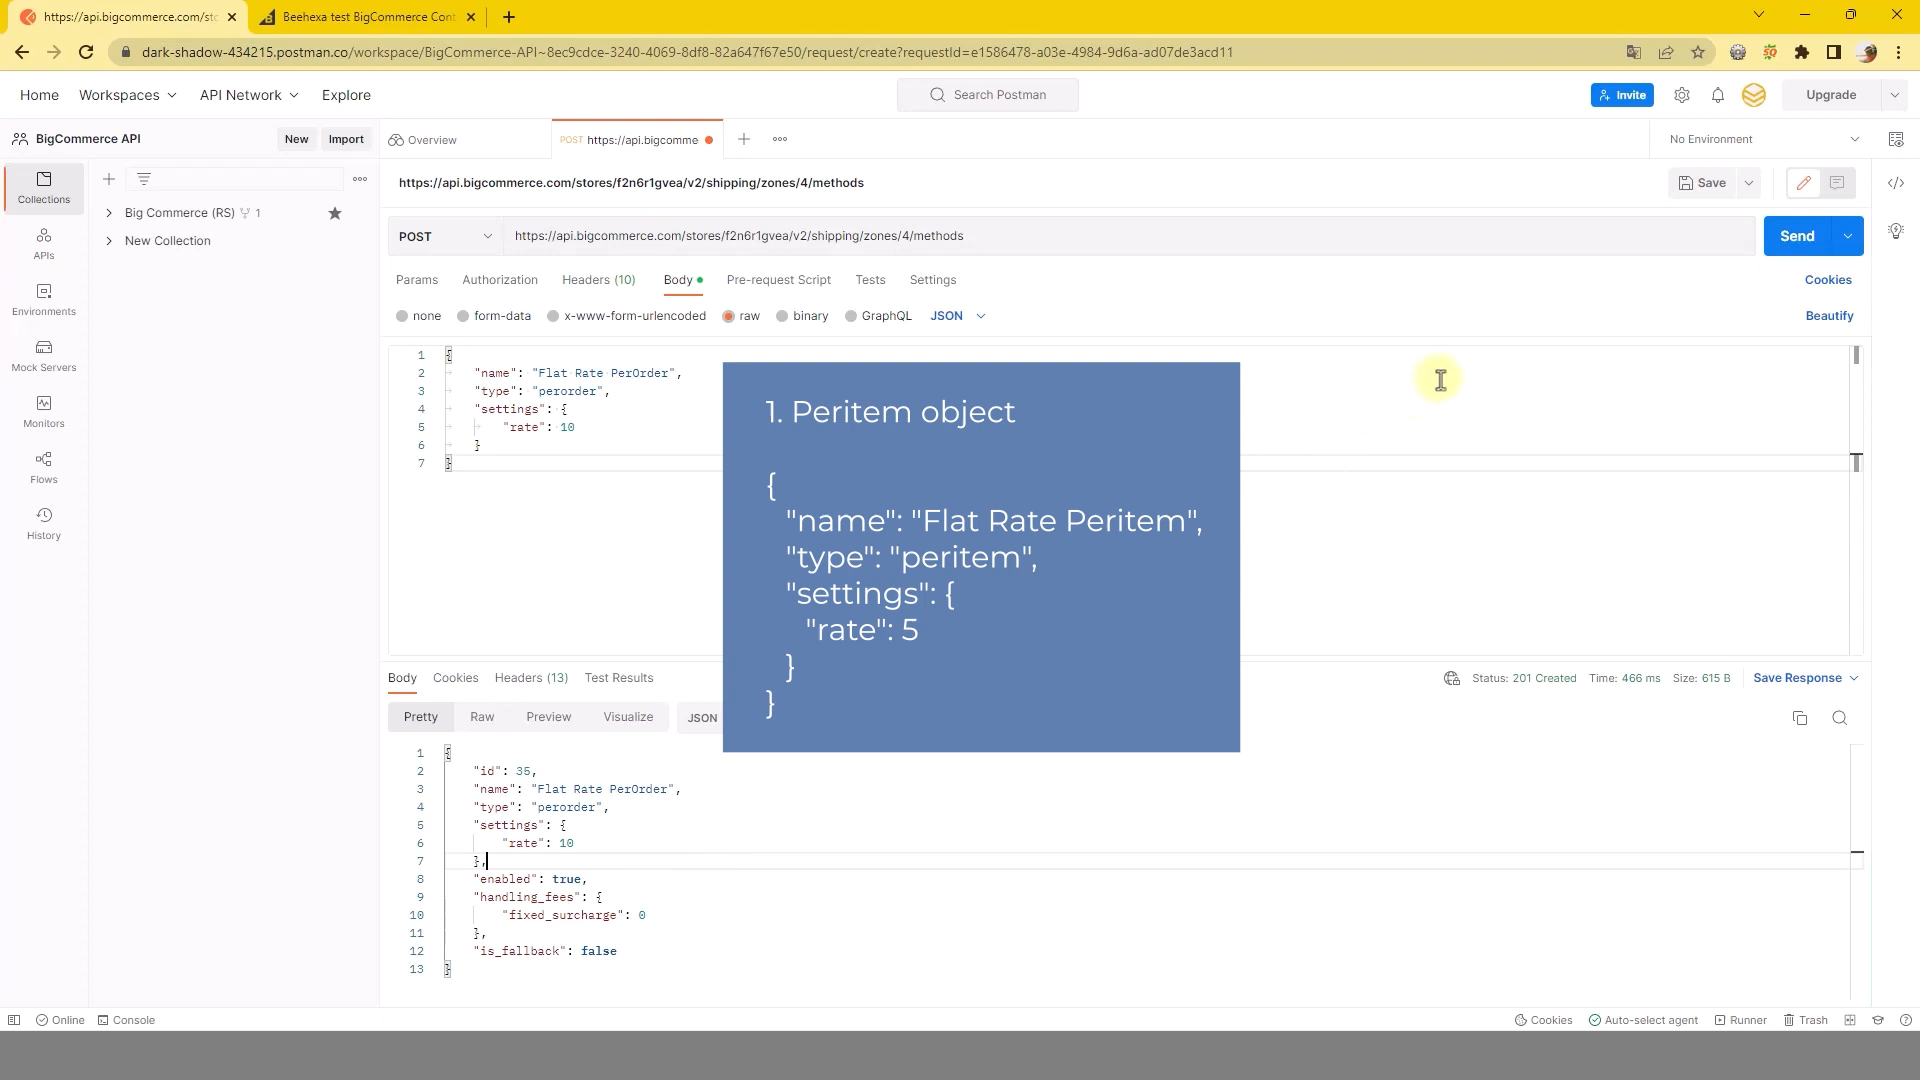 https://api.bigcommerce.com/stc
Beehexa test BigCommerce Cont
dark-shadow-434215.postman.co/workspace/BigCommerce-API~8ec9cdce-3240-4069-8df8-82a647f67e50/request/create?requestId=e1586478-a03e-4984-9d6a-ad07de3acd11
Home Workspaces API Network Explore
Search Postman
Invite
Upgrade
BigCommerce API
New Import
Overview
POST https://api.bigcomme
No Environment
Collections
APIs
Environments
Mock Servers
Monitors
Flows
History
Big Commerce (RS) 1
New Collection
https://api.bigcommerce.com/stores/f2n6r1gvea/v2/shipping/zones/4/methods
Save
POST https://api.bigcommerce.com/stores/f2n6r1gvea/v2/shipping/zones/4/methods
Send
Params Authorization Headers (10) Body Pre-request Script Tests Settings Cookies
none form-data x-www-form-urlencoded raw binary GraphQL JSON Beautify
1 {
2 "name": "Flat Rate PerOrder",
3 "type": "perorder",
4 "settings": {
5 "rate": 10
6 }
7 }
1. Peritem object
{
"name": "Flat Rate Peritem",
"type": "peritem",
"settings": {
"rate": 5
}
}
Body Cookies Headers (13) Test Results
Status: 201 Created Time: 466 ms Size: 615 B Save Response
Pretty Raw Preview Visualize JSON
1 {
2 "id": 35,
3 "name": "Flat Rate PerOrder",
4 "type": "perorder",
5 "settings": {
6 "rate": 10
7 },
8 "enabled": true,
9 "handling_fees": {
10 "fixed_surcharge": 0
11 },
12 "is_fallback": false
13 }
Online Console
Cookies Auto-select agent Runner Trash